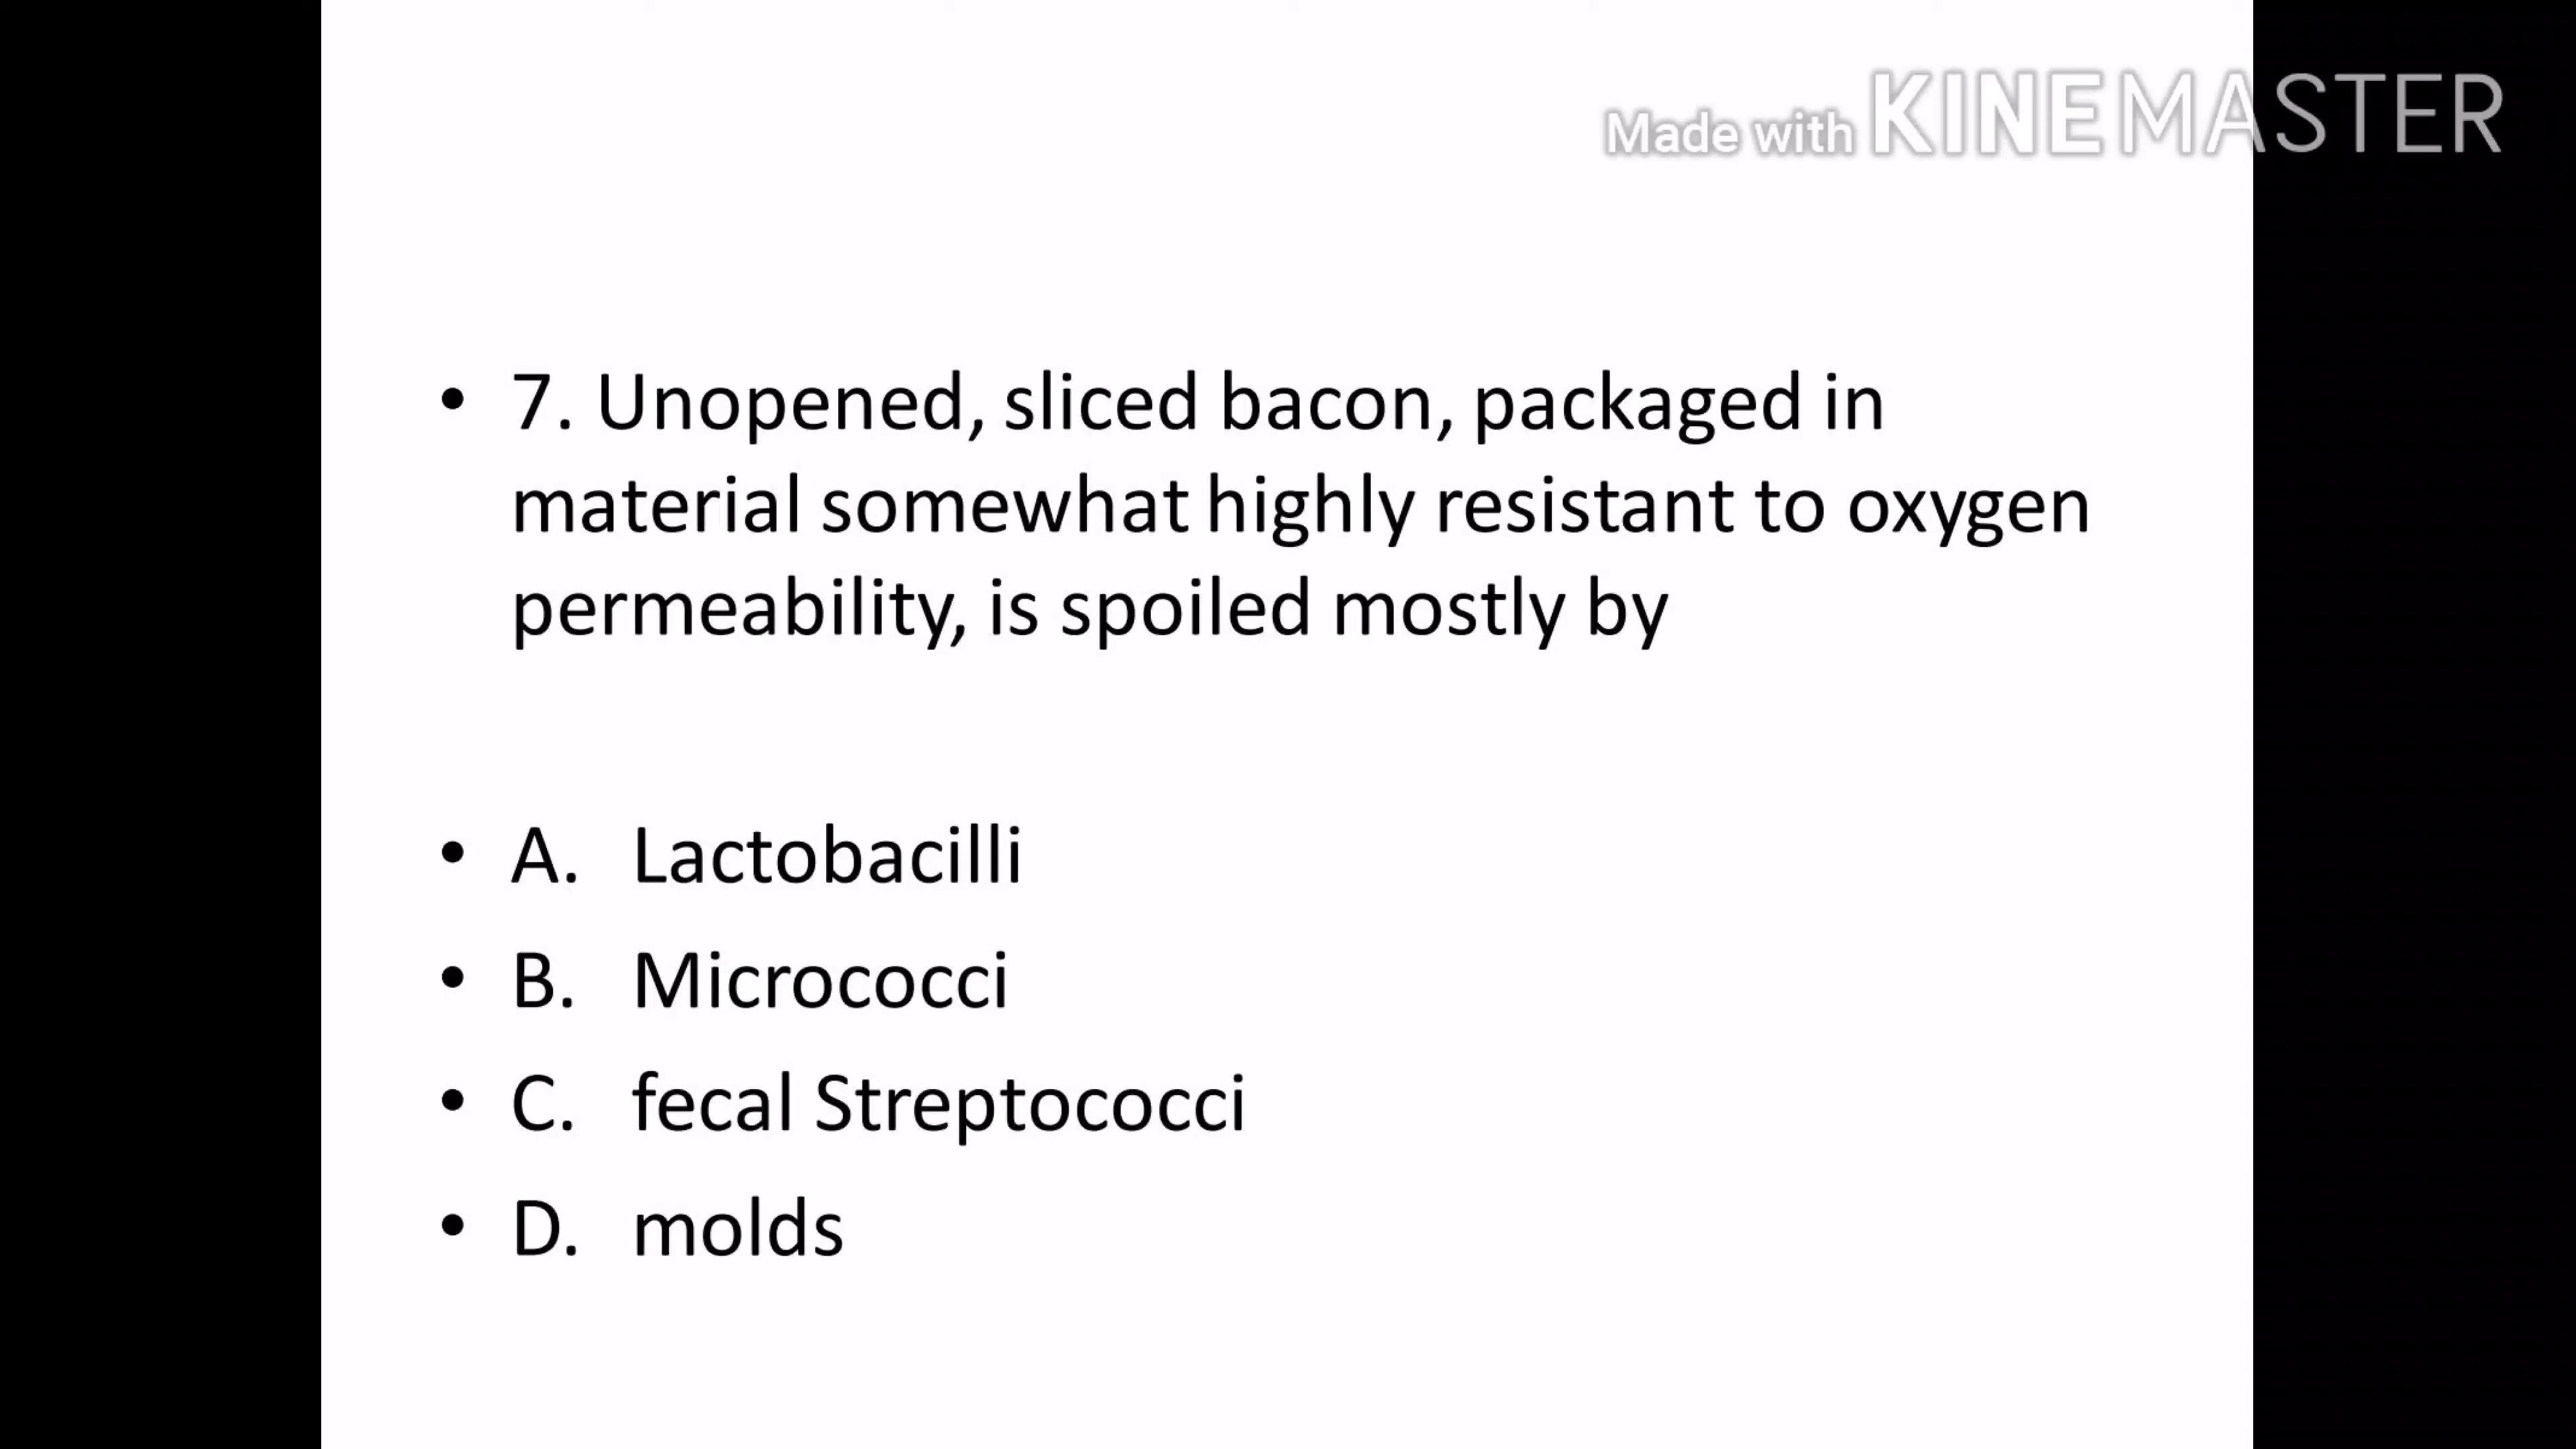 Made with KINEMASTER
• 7. Unopened, sliced bacon, packaged in
material somewhat highly resistant to oxygen
permeability, is spoiled mostly by
• A. Lactobacilli
• B. Micrococci
• C. fecal Streptococci
• D. molds